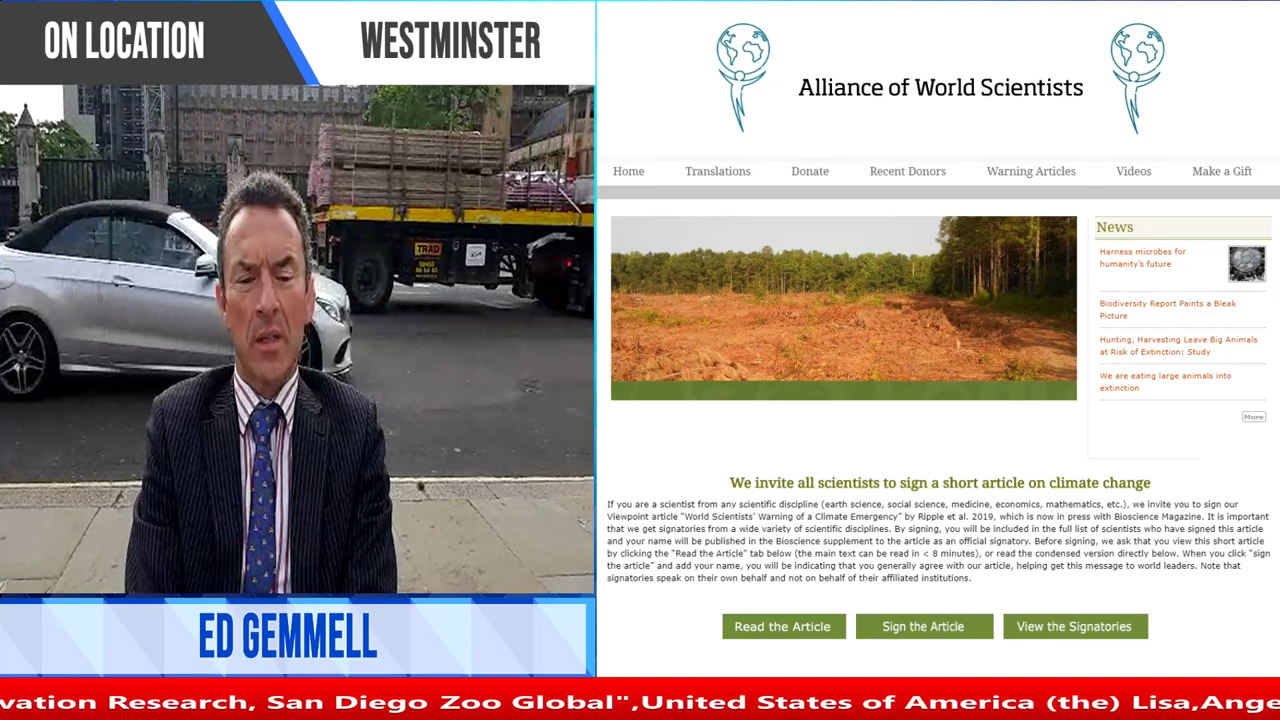 ON LOCATION
WESTMINSTER
TRAD
ED GEMMELL
Alliance of World Scientists
Home
Translations
Donate
Recent Donors
Warning Articles
Videos
Make a Gift
News
Harness microbes for
humanity's future
Biodiversity Report Paints a Bleak
Picture
Hunting, Harvesting Leave Big Animals
at Risk of Extinction: Study
We are eating large animals into
extinction
More
We invite all scientists to sign a short article on climate change
If you are a scientist from any scientific discipline (earth science, social science, medicine, economics, mathematics, etc.), we invite you to sign our
Viewpoint article "World Scientists' Warning of a Climate Emergency" by Ripple et al. 2019, which is now in press with Bioscience Magazine. It is important
that we get signatories from a wide variety of scientific disciplines. By signing, you will be included in the full list of scientists who have signed this article
and your name will be published in the Bioscience supplement to the article as an official signatory. Before signing, we ask that you view this short article
by clicking the "Read the Article" tab below (the main text can be read in < 8 minutes), or read the condensed version directly below. When you click "sign
the article" and add your name, you will be indicating that you generally agree with our article, helping get this message to world leaders. Note that
signatories speak on their own behalf and not on behalf of their affiliated institutions.
Read the Article
Sign the Article
View the Signatories
vation Research, San Diego Zoo Global",United States of America (the) Lisa,Ange